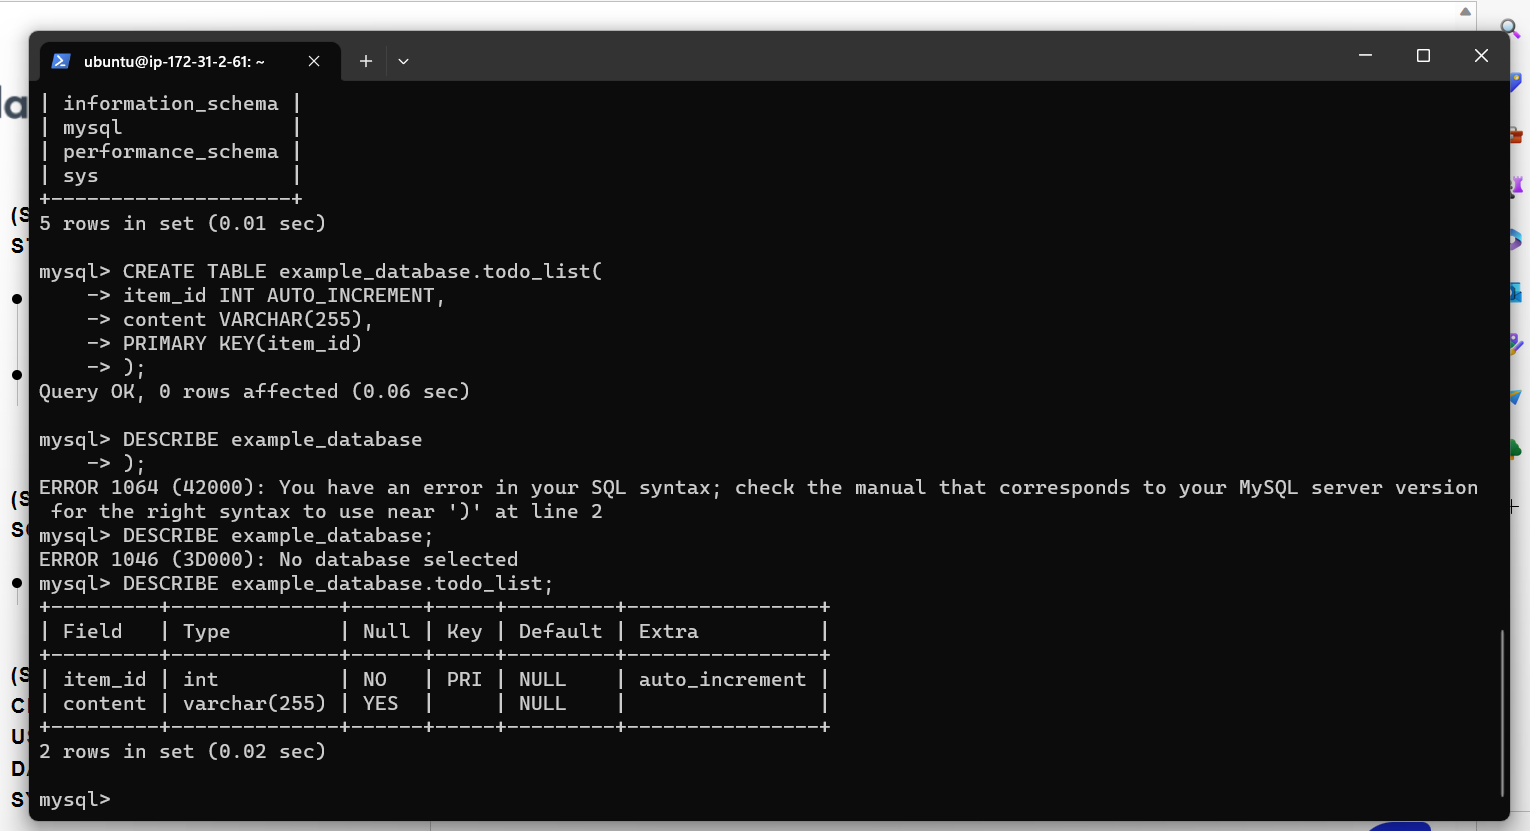 ubuntu@ip-172-31-2-61: ~
| information_schema |
| mysql              |
| performance_schema |
| sys                |
+--------------------+
5 rows in set (0.01 sec)
mysql> CREATE TABLE example_database.todo_list(
    -> item_id INT AUTO_INCREMENT,
    -> content VARCHAR(255),
    -> PRIMARY KEY(item_id)
    -> );
Query OK, 0 rows affected (0.06 sec)
mysql> DESCRIBE example_database
    -> );
ERROR 1064 (42000): You have an error in your SQL syntax; check the manual that corresponds to your MySQL server version
 for the right syntax to use near ')' at line 2
mysql> DESCRIBE example_database;
ERROR 1046 (3D000): No database selected
mysql> DESCRIBE example_database.todo_list;
+---------+--------------+------+-----+---------+----------------+
| Field   | Type         | Null | Key | Default | Extra          |
+---------+--------------+------+-----+---------+----------------+
| item_id | int          | NO   | PRI | NULL    | auto_increment |
| content | varchar(255) | YES  |     | NULL    |                |
+---------+--------------+------+-----+---------+----------------+
2 rows in set (0.02 sec)
mysql>